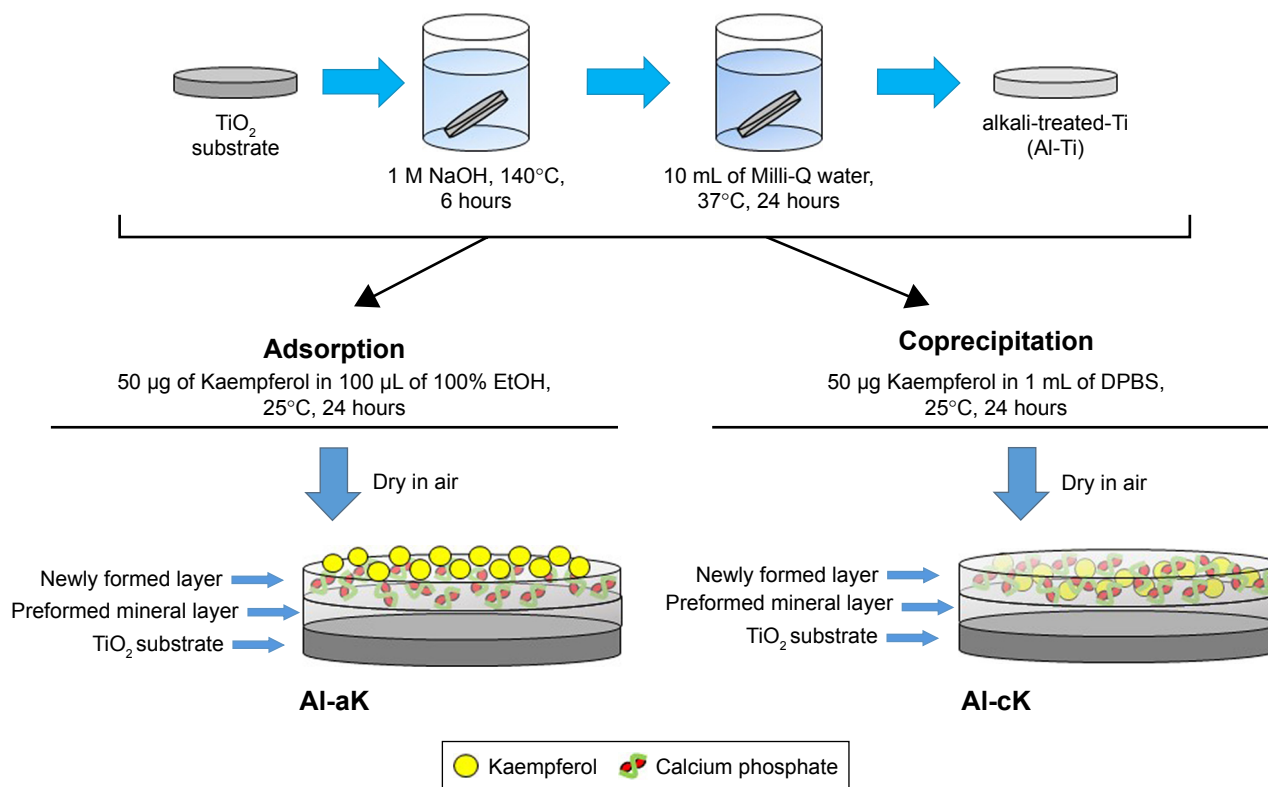 TiO2
substrate
1 M NaOH, 140°C,
6 hours
10 mL of Milli-Q water,
37°C, 24 hours
alkali-treated-Ti
(Al-Ti)
Adsorption
50 µg of Kaempferol in 100 µL of 100% EtOH,
25°C, 24 hours
Dry in air
Newly formed layer
Preformed mineral layer
TiO2 substrate
Al-aK
Coprecipitation
50 µg Kaempferol in 1 mL of DPBS,
25°C, 24 hours
Dry in air
Newly formed layer
Preformed mineral layer
TiO2 substrate
Al-cK
Kaempferol
Calcium phosphate